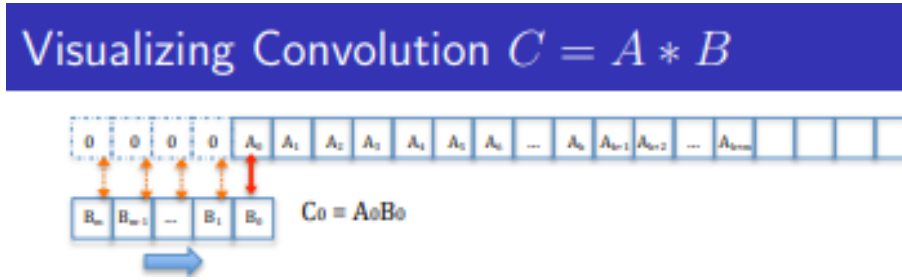 Visualizing Convolution C = A ∗ B
0 0 0 0 A₀ A₁ A₂ A₃ A₄ A₅ A₆ ... Aₖ Aₖ₊₁ Aₖ₊₂ ... Aₖ₊ₘ
Bₘ Bₘ₋₁ ... B₁ B₀ C₀ = A₀B₀